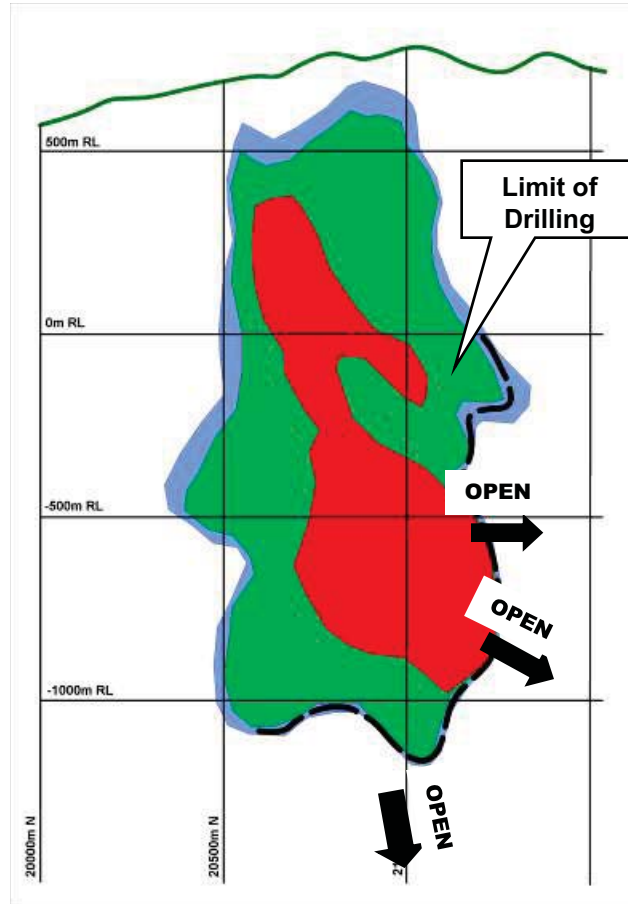 500m RL
Limit of
Drilling
0m RL
OPEN
-500m RL
OPEN
-1000m RL
OPEN
20000m N
20500m N